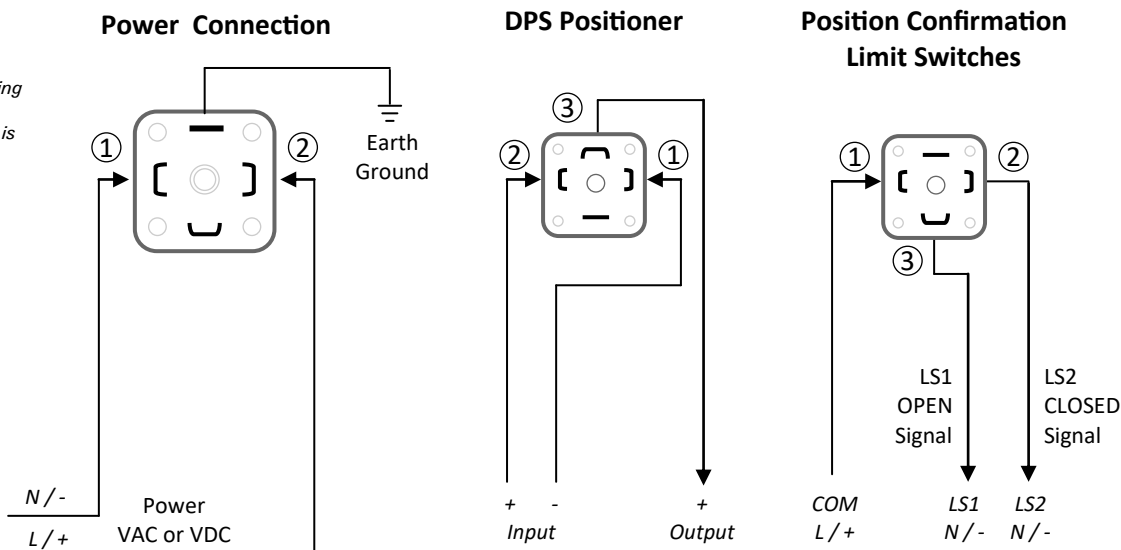 Power Connection
DPS Positioner
Position Confirmation
Limit Switches
is
Earth
Ground
①
②
③
②
①
①
②
③
LS1
OPEN
Signal
LS2
CLOSED
Signal
N / -
L / +
Power
VAC or VDC
+ -
Input
+
Output
COM
L / +
LS1
N / -
LS2
N / -